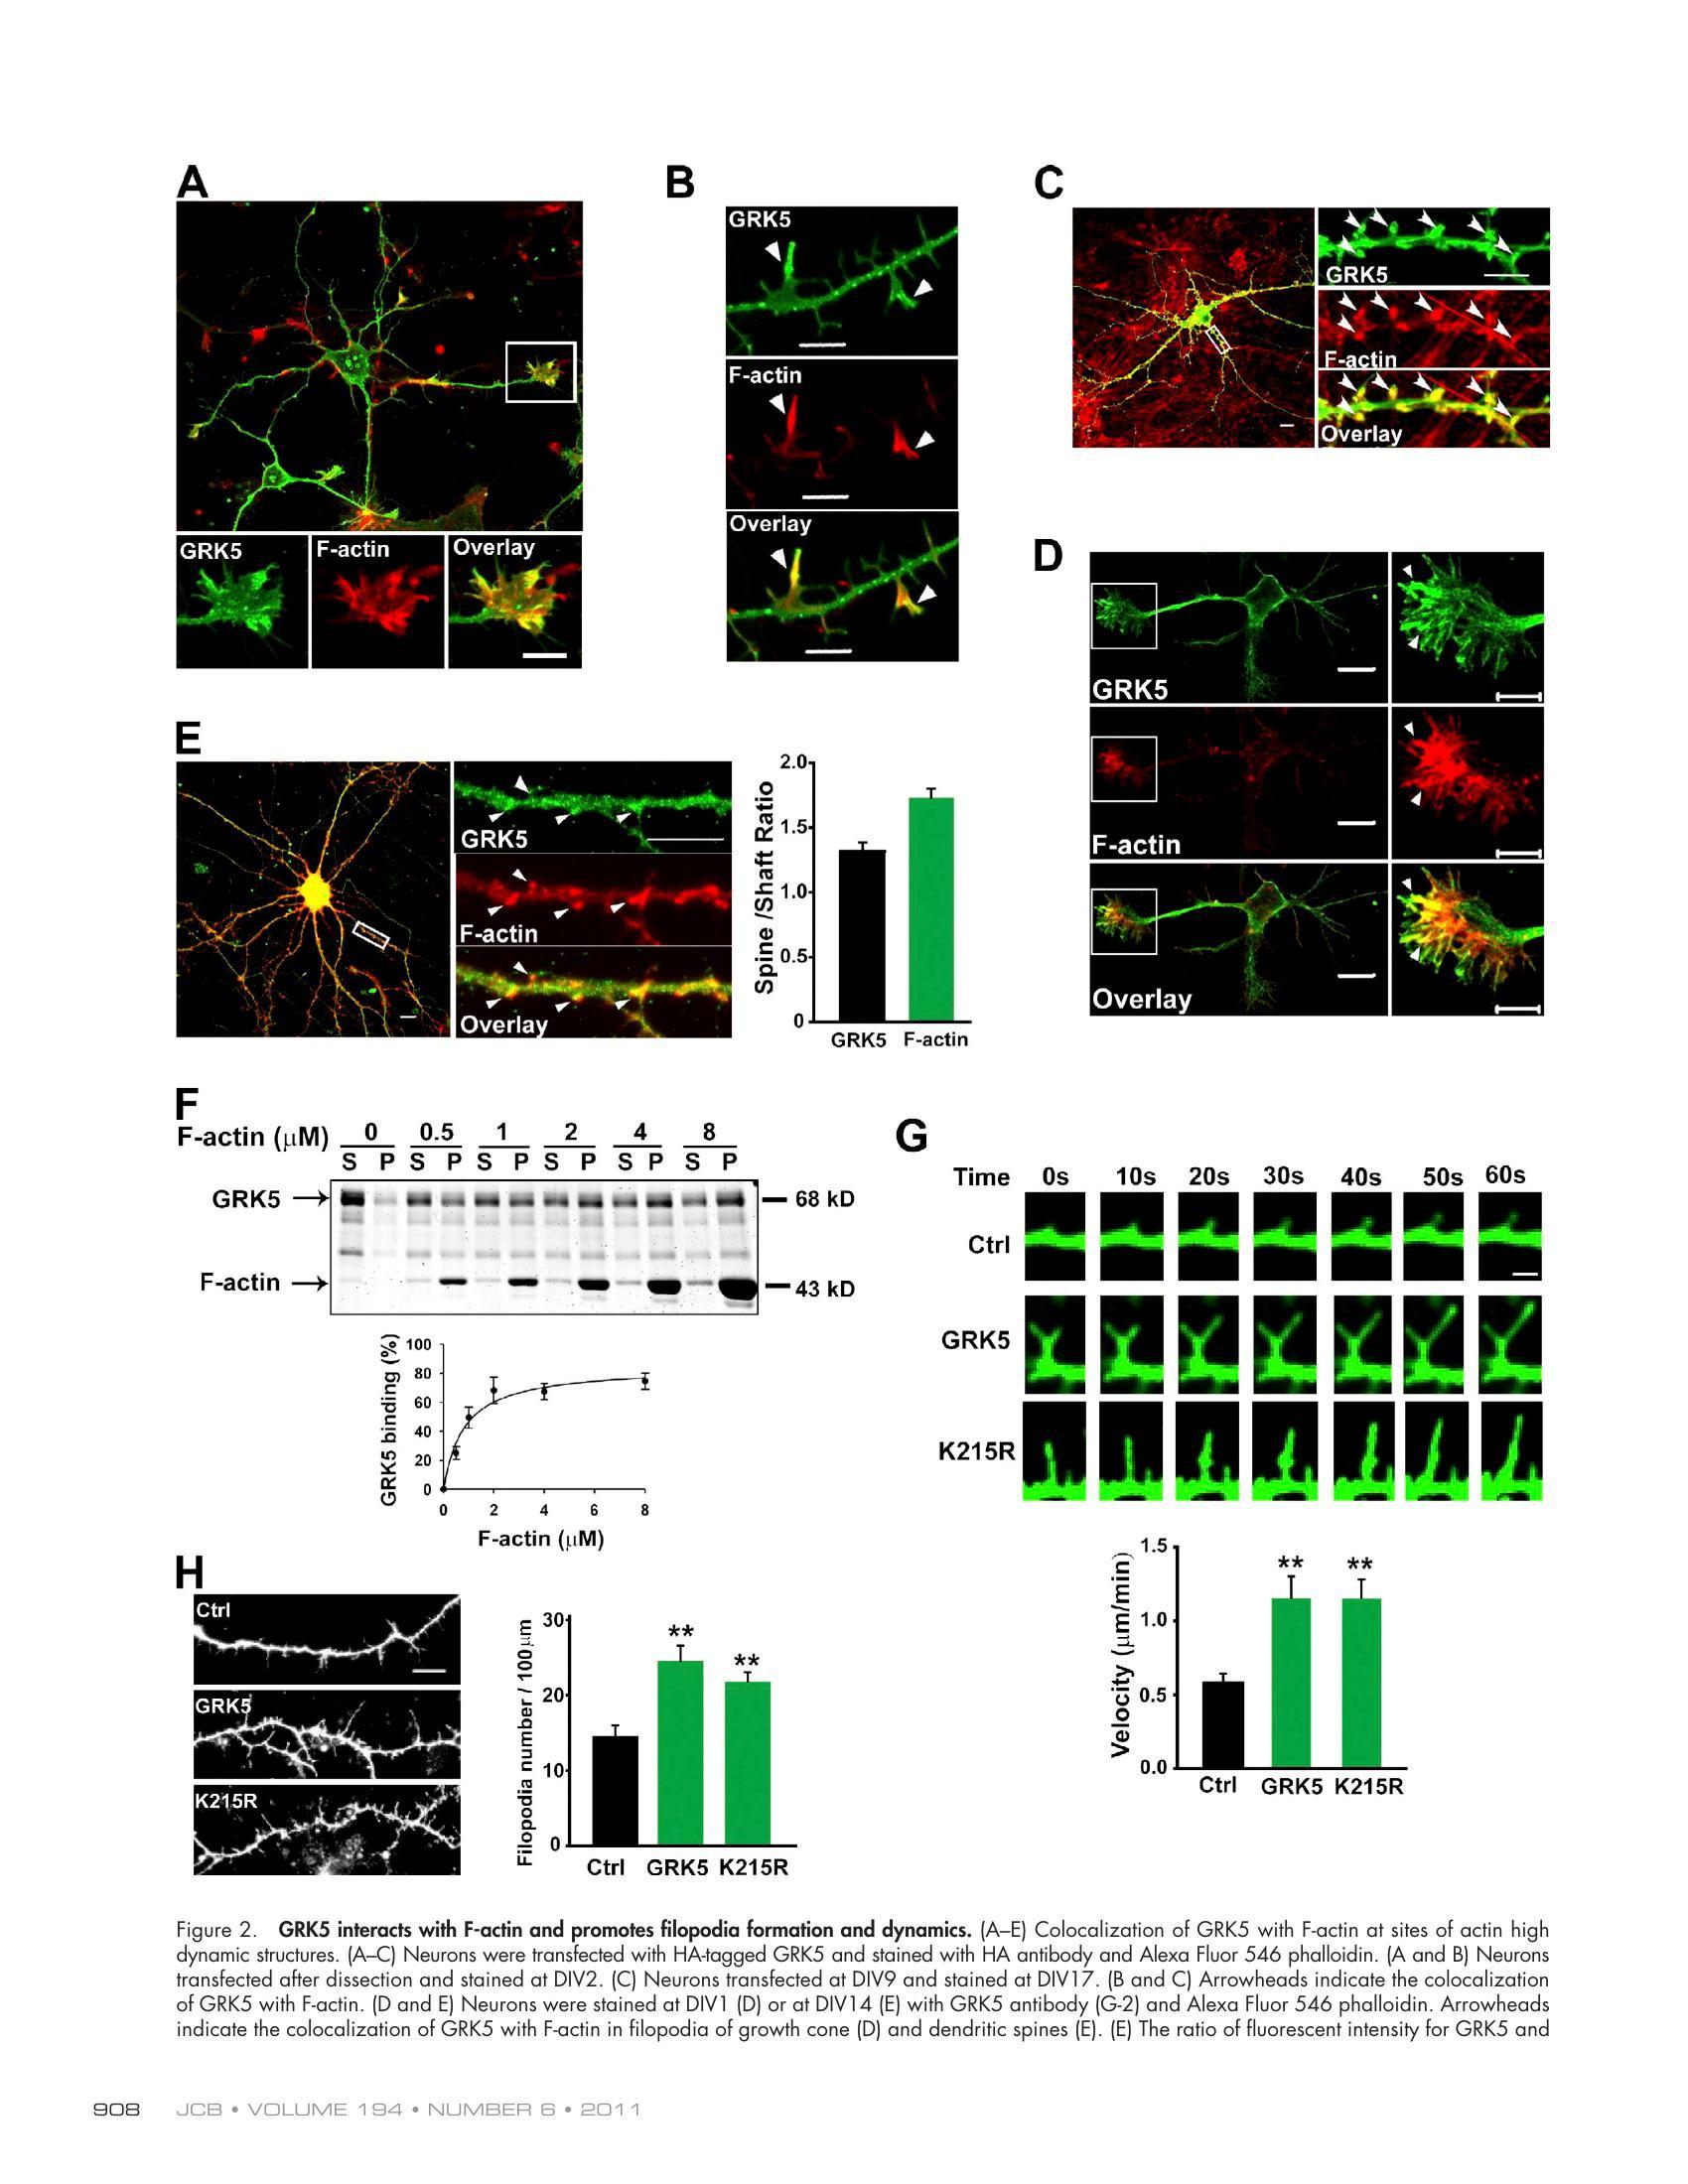 A
B
C
GRK5
F-actin
Overlay
GRK5
F-actin
Overlay
GRK5
F-actin
Overlay
D
GRK5
F-actin
Overlay
E
GRK5
F-actin
Overlay
Spine /Shaft Ratio
2.0
1.5
1.0
0.5
0
GRK5 F-actin
F
F-actin (µM) 0 0.5 1 2 4 8
S P S P S P S P S P S P
GRK5 68 kD
F-actin 43 kD
GRK5 binding (%)
100
80
60
40
20
0
0 2 4 6 8
F-actin (µM)
G
Time 0s 10s 20s 30s 40s 50s 60s
Ctrl
GRK5
K215R
Velocity (µm/min)
1.5
1.0
0.5
0.0
** **
Ctrl GRK5 K215R
H
Ctrl
GRK5
K215R
Filopodia number / 100 µm
30
20
10
0
** **
Ctrl GRK5 K215R
Figure 2. GRK5 interacts with F-actin and promotes filopodia formation and dynamics. (A–E) Colocalization of GRK5 with F-actin at sites of actin high
dynamic structures. (A–C) Neurons were transfected with HA-tagged GRK5 and stained with HA antibody and Alexa Fluor 546 phalloidin. (A and B) Neurons
transfected after dissection and stained at DIV2. (C) Neurons transfected at DIV9 and stained at DIV17. (B and C) Arrowheads indicate the colocalization
of GRK5 with F-actin. (D and E) Neurons were stained at DIV1 (D) or at DIV14 (E) with GRK5 antibody (G-2) and Alexa Fluor 546 phalloidin. Arrowheads
indicate the colocalization of GRK5 with F-actin in filopodia of growth cone (D) and dendritic spines (E). (E) The ratio of fluorescent intensity for GRK5 and
908 JCB • VOLUME 194 • NUMBER 6 • 2011